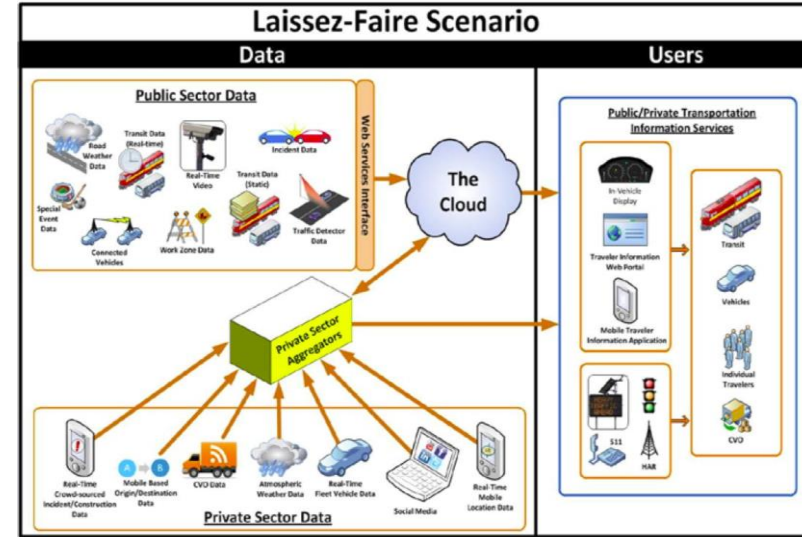 Laissez-Faire Scenario
Data
Users
Public Sector Data
Road
Weather
Data
Transit Data
(Real-time)
Real-Time
Video
Incident Data
Special
Event
Data
Connected
Vehicles
Work Zone Data
Transit Data
(Static)
Traffic Detector
Data
Web Services Interface
The
Cloud
Private Sector
Aggregators
Real-Time
Crowd-sourced
Incident/Construction
Data
A
B
Mobile Based
Origin/Destination
Data
CVO Data
Atmospheric
Weather Data
Real-Time
Fleet Vehicle Data
Social Media
Real-Time
Mobile
Location Data
Private Sector Data
Public/Private Transportation
Information Services
In-Vehicle
Display
Traveler Information
Web Portal
Mobile Traveler
Information Application
511
HAR
Transit
Vehicles
Individual
Travelers
CVO